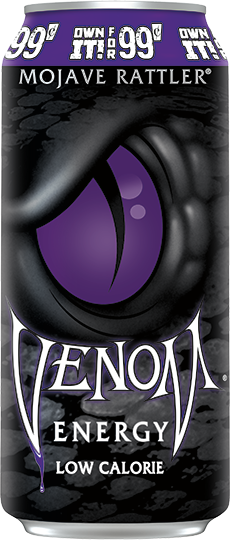 99¢ OWN IT! FOR 99¢ OWN IT!
MOJAVE RATTLER®
VENOM®
ENERGY
LOW CALORIE